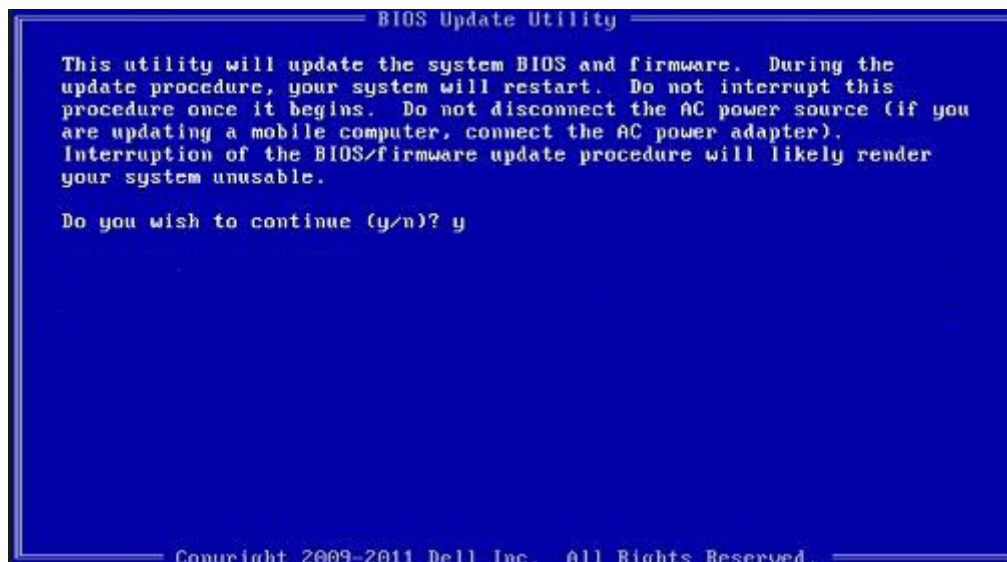 BIOS Update Utility
This utility will update the system BIOS and firmware. During the
update procedure, your system will restart. Do not interrupt this
procedure once it begins. Do not disconnect the AC power source (if you
are updating a mobile computer, connect the AC power adapter).
Interruption of the BIOS/firmware update procedure will likely render
your system unusable.
Do you wish to continue (y/n)? y
Copyright 2009-2011 Dell Inc. All Rights Reserved.